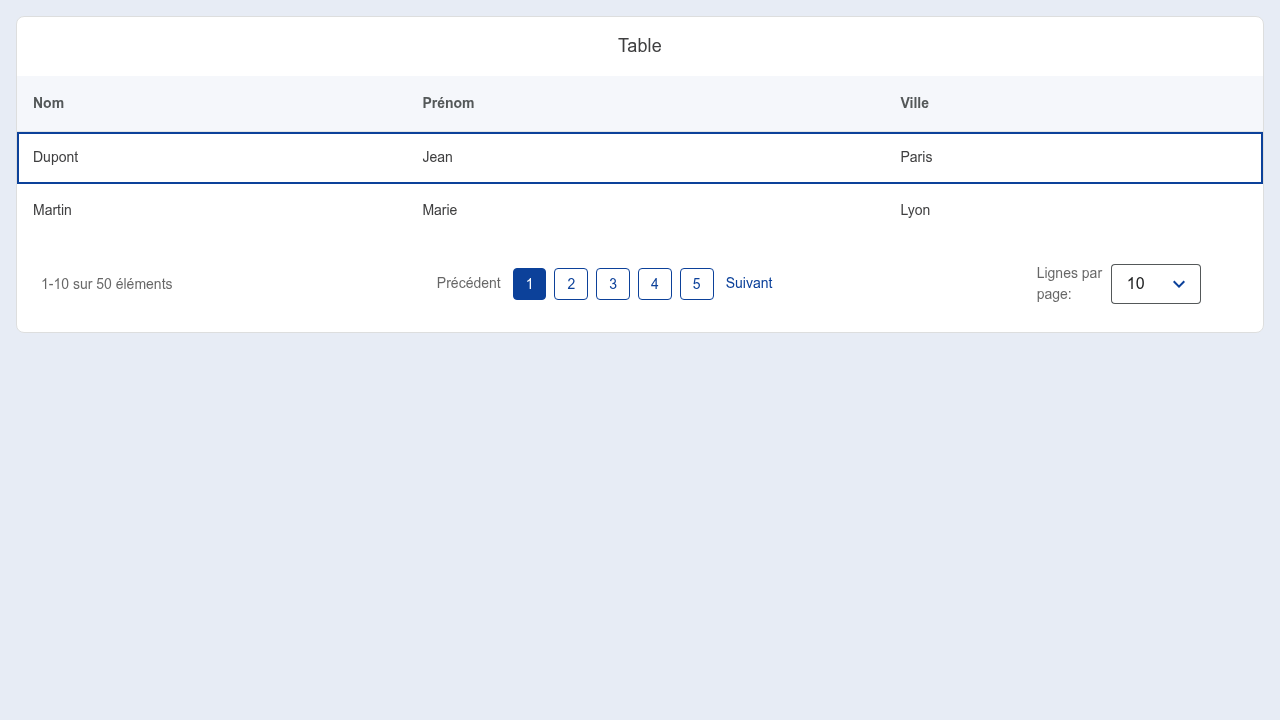 Table
Nom Prénom Ville
Dupont Jean Paris
Martin Marie Lyon
1-10 sur 50 éléments Précédent 1 2 3 4 5 Suivant
Lignes par
page: 10